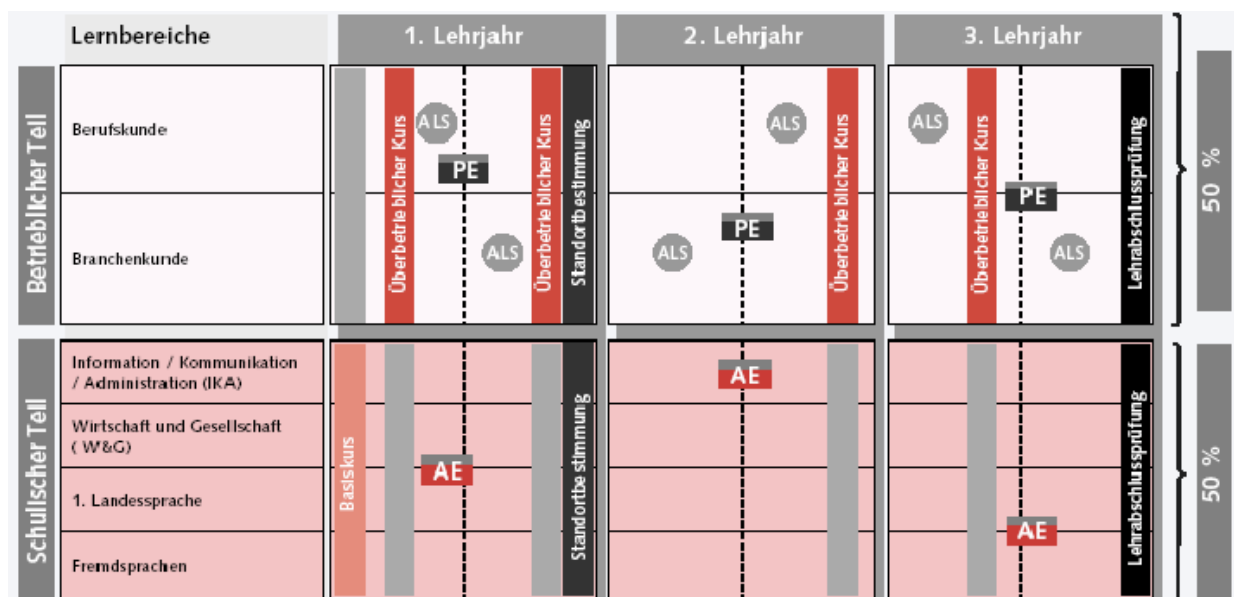 Lernbereiche
1. Lehrjahr
2. Lehrjahr
3. Lehrjahr
Betrieblicher Teil
Berufskunde
Branchenkunde
Überbetrieblicher Kurs
ALS
PE
ALS
Überbetrieblicher Kurs
Standortbestimmung
ALS
PE
ALS
Überbetrieblicher Kurs
ALS
Überbetrieblicher Kurs
PE
ALS
Lehrabschlussprüfung
50 %
Schulischer Teil
Information / Kommunikation
/ Administration (IKA)
Wirtschaft und Gesellschaft
( W&G)
1. Landessprache
Fremdsprachen
Basiskurs
AE
Standortbestimmung
AE
AE
Lehrabschlussprüfung
50 %